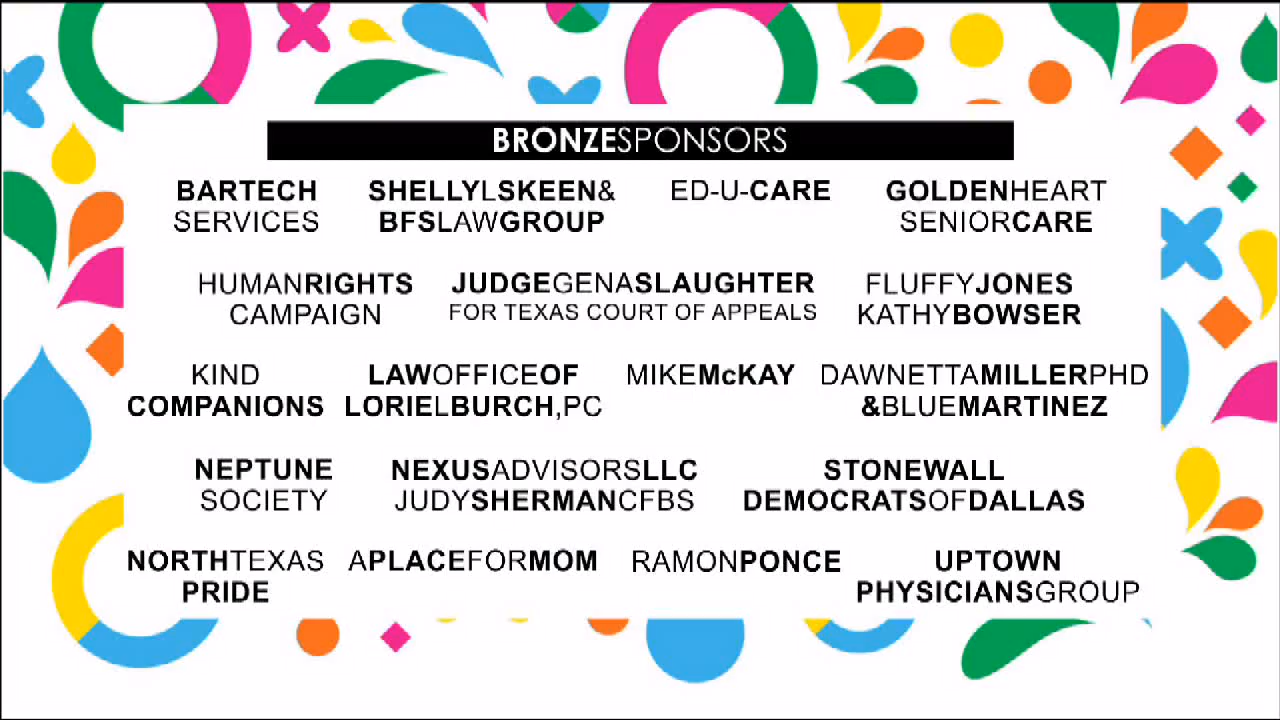 BRONZESPONSORS
BARTECH SERVICES
SHELLYLSKEEN& BFSLAWGROUP
ED-U-CARE
GOLDENHEART SENIORCARE
HUMANRIGHTS CAMPAIGN
JUDGEGENASLAUGHTER FOR TEXAS COURT OF APPEALS
FLUFFYJONES KATHYBOWSER
KIND COMPANIONS
LAWOFFICEOF LORIELBURCH,PC
MIKEMcKAY
DAWNETTAMILLERPHD &BLUEMARTINEZ
NEPTUNE SOCIETY
NEXUSADVISORSLLC JUDYSHERMANCFBS
STONEWALL DEMOCRATSOFDALLAS
NORTHTEXAS PRIDE
APLACEFORMOM
RAMONPONCE
UPTOWN PHYSICIANSGROUP